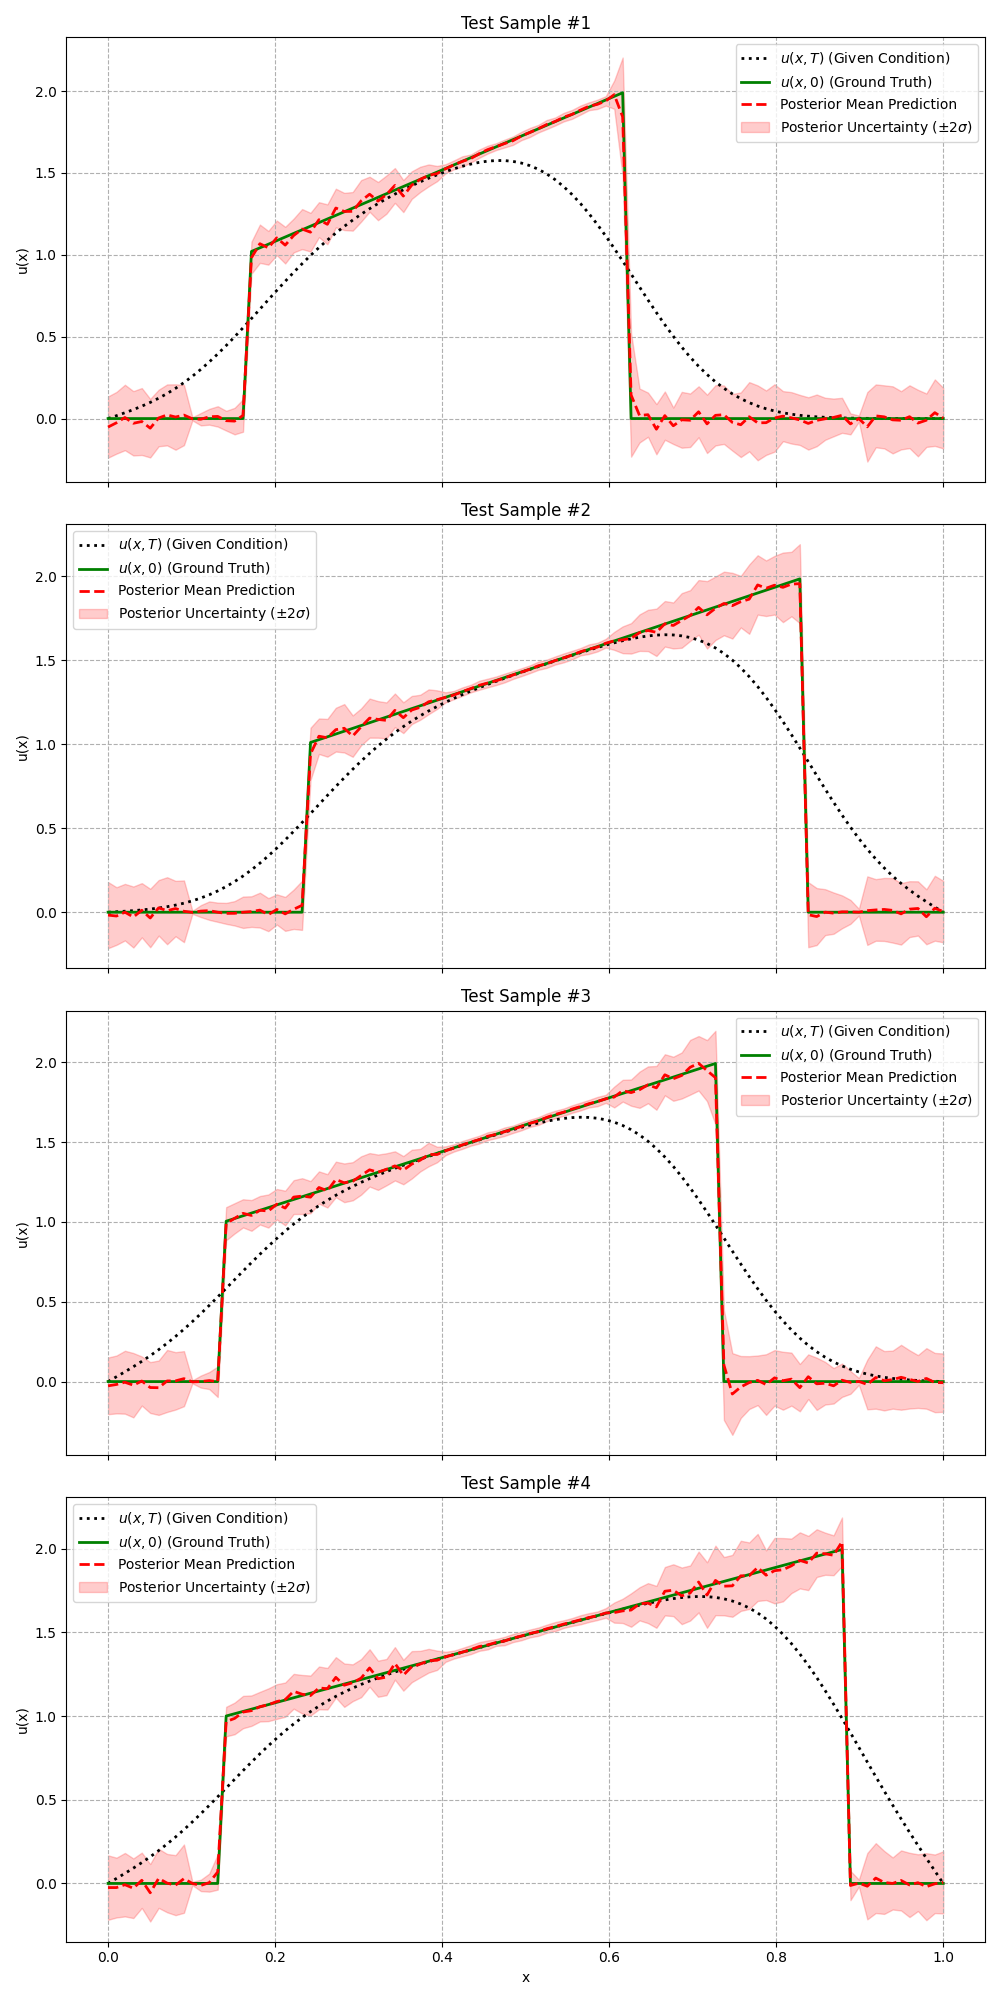 Test Sample #1
u(x, T) (Given Condition)
u(x, 0) (Ground Truth)
Posterior Mean Prediction
Posterior Uncertainty (±2σ)
2.0
1.5
1.0
0.5
0.0
u(x)
Test Sample #2
u(x, T) (Given Condition)
u(x, 0) (Ground Truth)
Posterior Mean Prediction
Posterior Uncertainty (±2σ)
2.0
1.5
1.0
0.5
0.0
u(x)
Test Sample #3
u(x, T) (Given Condition)
u(x, 0) (Ground Truth)
Posterior Mean Prediction
Posterior Uncertainty (±2σ)
2.0
1.5
1.0
0.5
0.0
u(x)
Test Sample #4
u(x, T) (Given Condition)
u(x, 0) (Ground Truth)
Posterior Mean Prediction
Posterior Uncertainty (±2σ)
2.0
1.5
1.0
0.5
0.0
u(x)
0.0 0.2 0.4 0.6 0.8 1.0
x